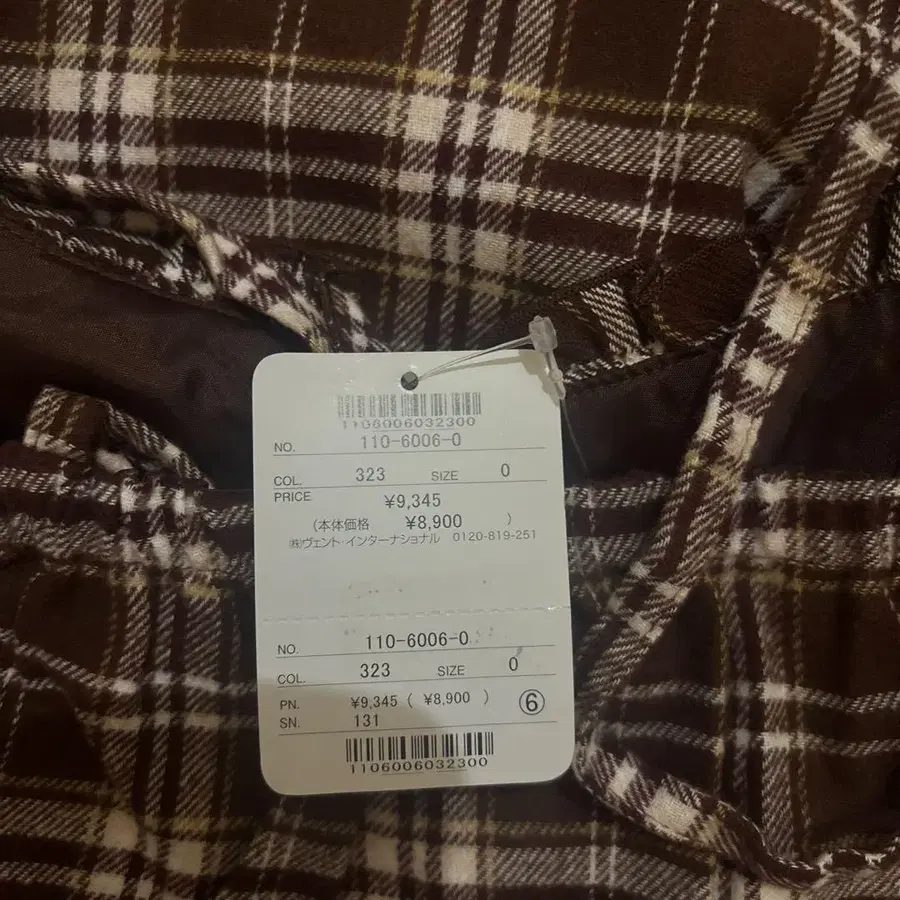 1106006032300
NO. 110-6006-0
COL. 323 SIZE 0
PRICE ¥9,345
(本体価格 ¥8,900 )
㈱ヴェント・インターナショナル 0120-819-251
NO. 110-6006-0
COL. 323 SIZE 0
PN. ¥9,345 ( ¥8,900 ) ⑥
SN. 131
1106006032300